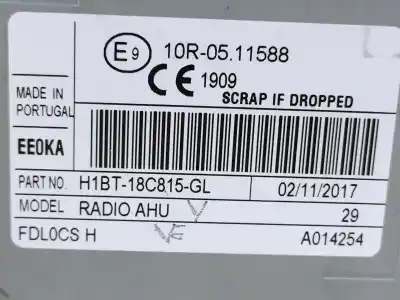 E9 10R-05.11588
CE 1909
MADE IN PORTUGAL
SCRAP IF DROPPED
EE0KA
PART NO. H1BT-18C815-GL 02/11/2017
MODEL RADIO AHU V 29
FDL0CS H VE A014254